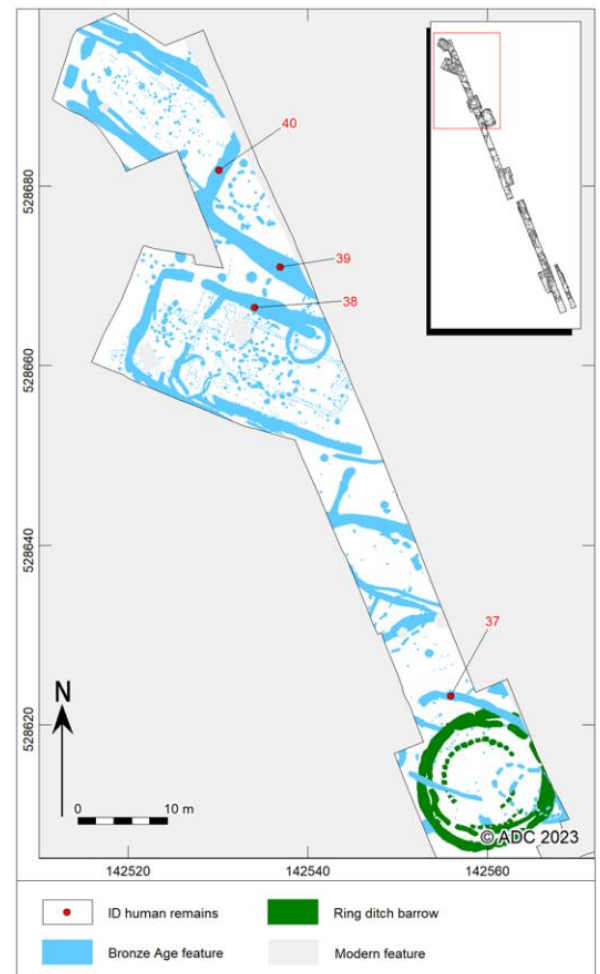 528680
528660
528640
528620
40
39
38
37
N
0 10 m
© ADC 2023
142520 142540 142560
ID human remains
Ring ditch barrow
Bronze Age feature
Modern feature